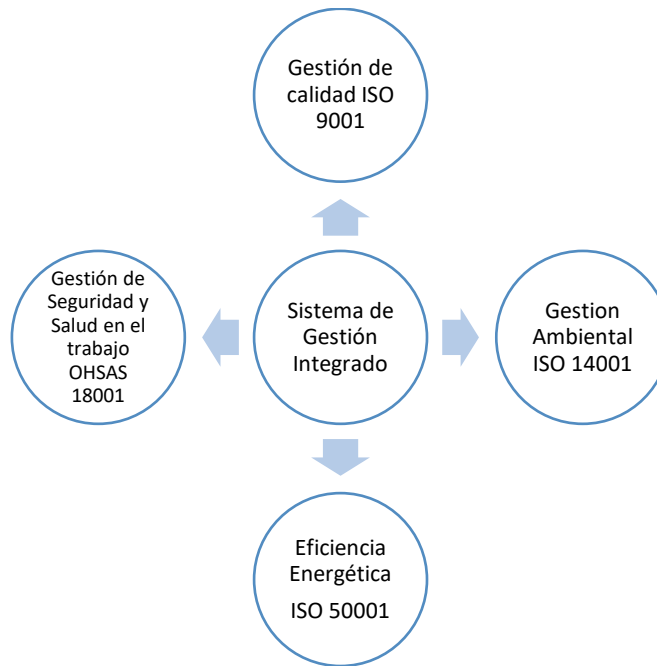 Gestión de
calidad ISO
9001
Gestión de
Seguridad y
Salud en el
trabajo
OHSAS
18001
Sistema de
Gestión
Integrado
Gestion
Ambiental
ISO 14001
Eficiencia
Energética
ISO 50001